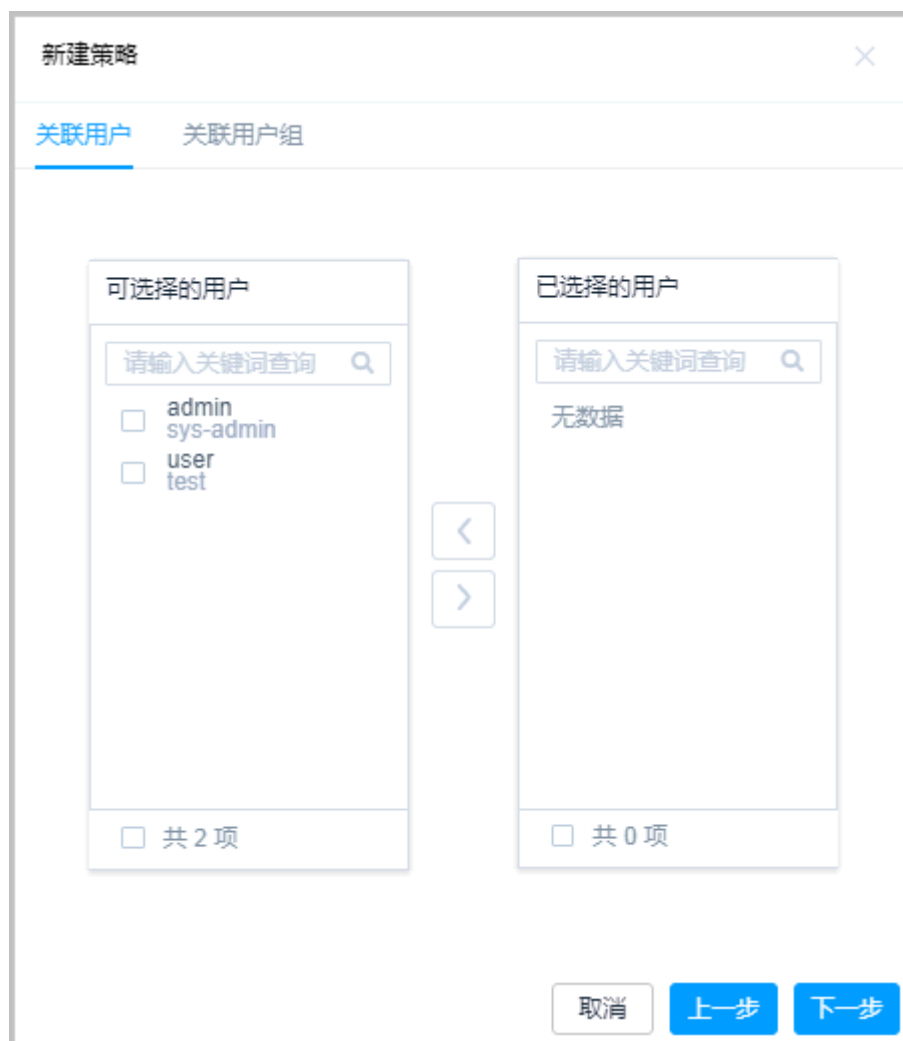 新建策略
关联用户 关联用户组
可选择的用户
请输入关键词查询
admin
sys-admin
user
test
共 2 项
已选择的用户
请输入关键词查询
无数据
共 0 项
取消 上一步 下一步